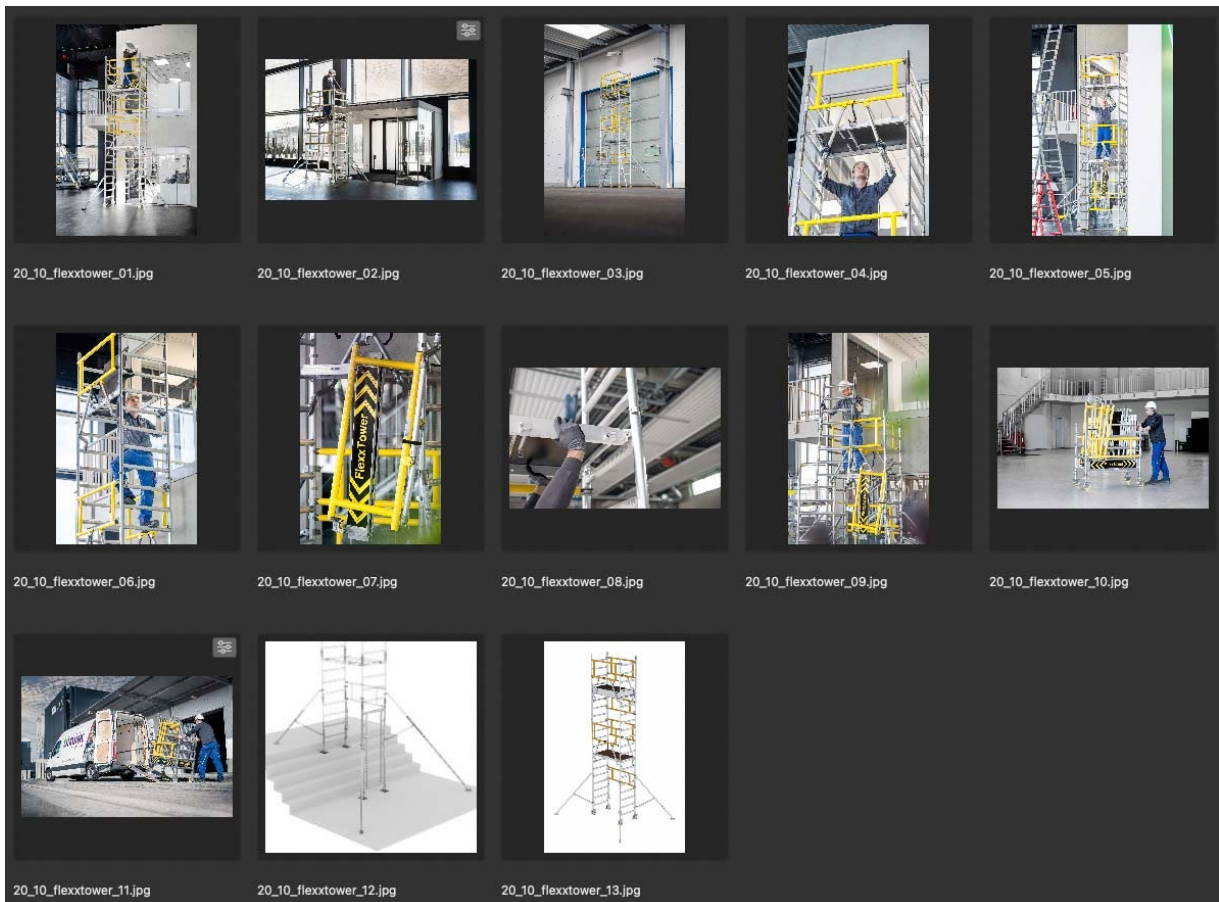 20_10_flexxtower_01.jpg
20_10_flexxtower_02.jpg
20_10_flexxtower_03.jpg
20_10_flexxtower_04.jpg
20_10_flexxtower_05.jpg
FlexxTower
20_10_flexxtower_06.jpg
20_10_flexxtower_07.jpg
20_10_flexxtower_08.jpg
20_10_flexxtower_09.jpg
20_10_flexxtower_10.jpg
20_10_flexxtower_11.jpg
20_10_flexxtower_12.jpg
20_10_flexxtower_13.jpg